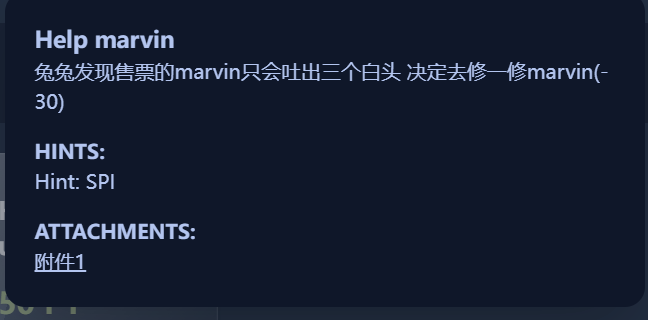 Help marvin
兔兔发现售票的marvin只会吐出三个白头 决定去修一修marvin(-
30)
HINTS:
Hint: SPI
ATTACHMENTS:
附件1